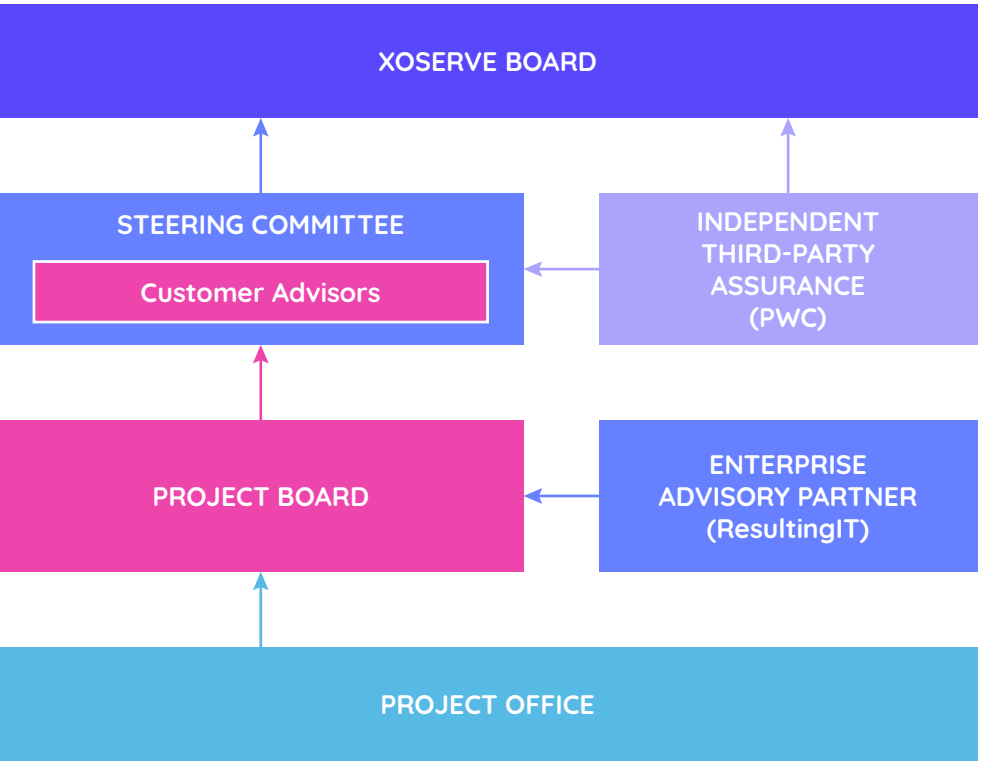 XOSERVE BOARD
STEERING COMMITTEE
Customer Advisors
INDEPENDENT
THIRD-PARTY
ASSURANCE
(PWC)
PROJECT BOARD
ENTERPRISE
ADVISORY PARTNER
(ResultingIT)
PROJECT OFFICE